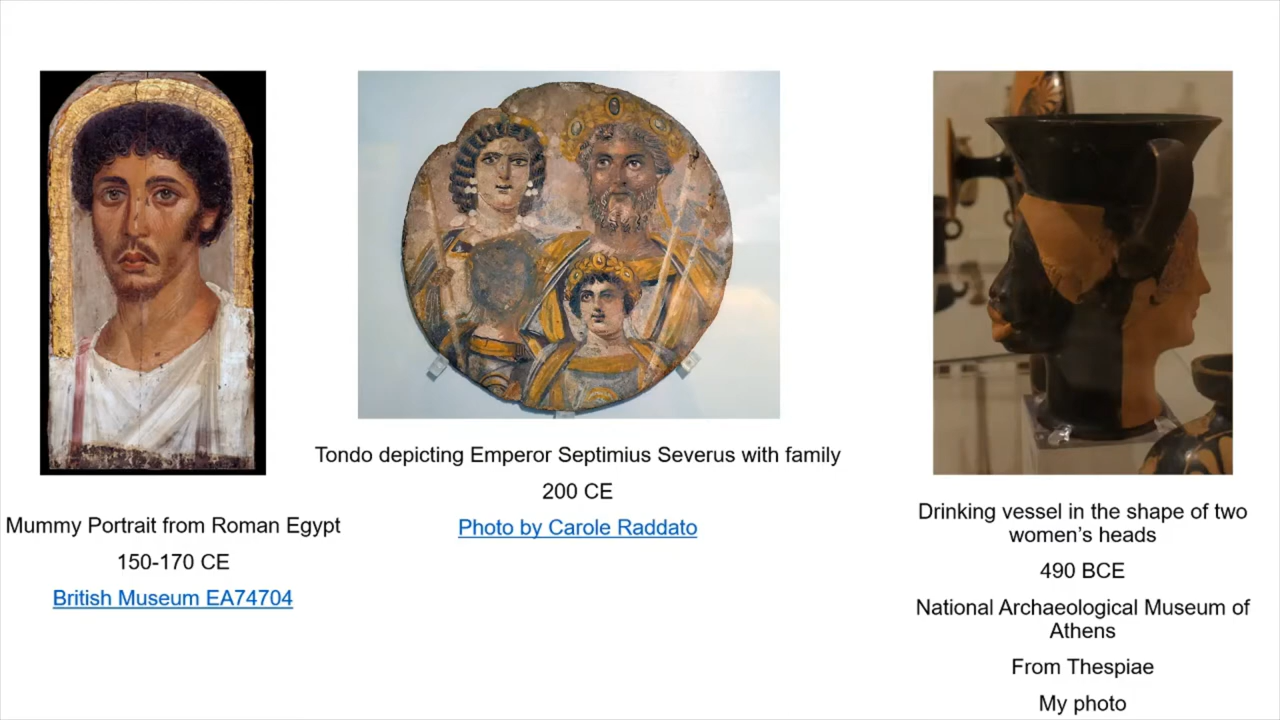 Mummy Portrait from Roman Egypt
150-170 CE
British Museum EA74704
Tondo depicting Emperor Septimius Severus with family
200 CE
Photo by Carole Raddato
Drinking vessel in the shape of two
women’s heads
490 BCE
National Archaeological Museum of
Athens
From Thespiae
My photo